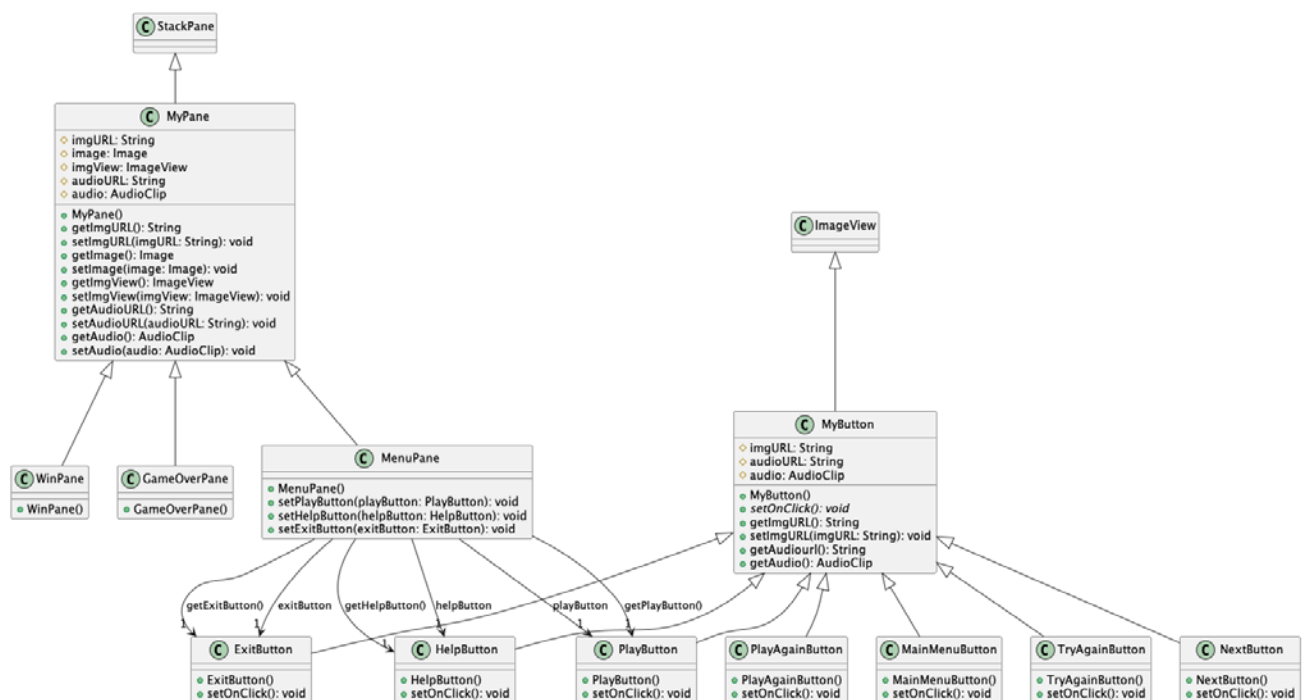 C StackPane
C MyPane
imgURL: String
image: Image
imgView: ImageView
audioURL: String
audio: AudioClip
MyPane()
getImgURL(): String
setImgURL(imgURL: String): void
getImage(): Image
setImage(image: Image): void
getImgView(): ImageView
setImgView(imgView: ImageView): void
getAudioURL(): String
setAudioURL(audioURL: String): void
getAudio(): AudioClip
setAudio(audio: AudioClip): void
C ImageView
C WinPane
WinPane()
C GameOverPane
GameOverPane()
C MenuPane
MenuPane()
setPlayButton(playButton: PlayButton): void
setHelpButton(helpButton: HelpButton): void
setExitButton(exitButton: ExitButton): void
C MyButton
imgURL: String
audioURL: String
audio: AudioClip
MyButton()
setOnClick(): void
getImgURL(): String
setImgURL(imgURL: String): void
getAudiourl(): String
getAudio(): AudioClip
getExitButton()
1
exitButton
1
getHelpButton()
1
helpButton
1
playButton
1
getPlayButton()
1
C ExitButton
ExitButton()
setOnClick(): void
C HelpButton
HelpButton()
setOnClick(): void
C PlayButton
PlayButton()
setOnClick(): void
C PlayAgainButton
PlayAgainButton()
setOnClick(): void
C MainMenuButton
MainMenuButton()
setOnClick(): void
C TryAgainButton
TryAgainButton()
setOnClick(): void
C NextButton
NextButton()
setOnClick(): void